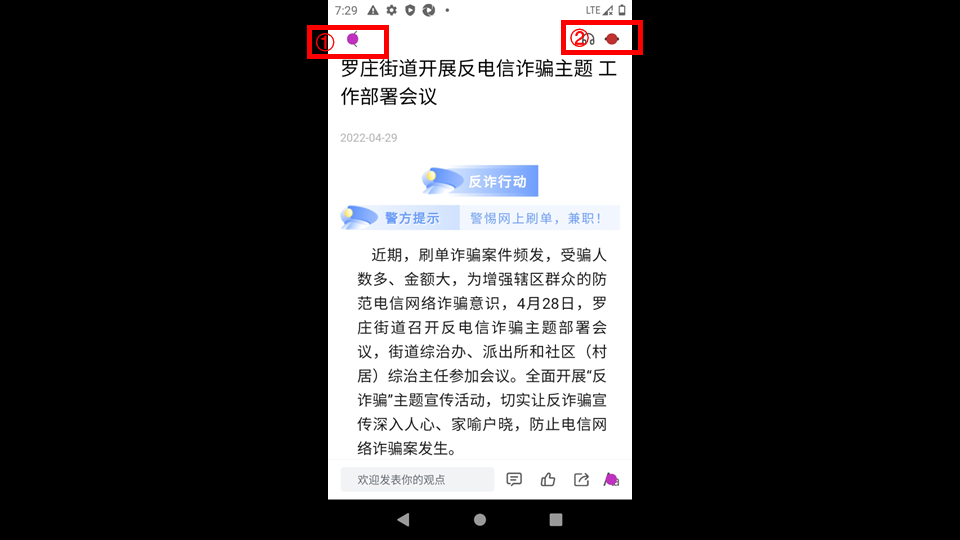 7:29
LTE
①
②
罗庄街道开展反电信诈骗主题 工
作部署会议
2022-04-29
反诈行动
警方提示 警惕网上刷单，兼职！
近期，刷单诈骗案件频发，受骗人
数多、金额大，为增强辖区群众的防
范电信网络诈骗意识，4月28日，罗
庄街道召开反电信诈骗主题部署会
议，街道综治办、派出所和社区（村
居）综治主任参加会议。全面开展“反
诈骗”主题宣传活动，切实让反诈骗宣
传深入人心、家喻户晓，防止电信网
络诈骗案发生。
欢迎发表你的观点